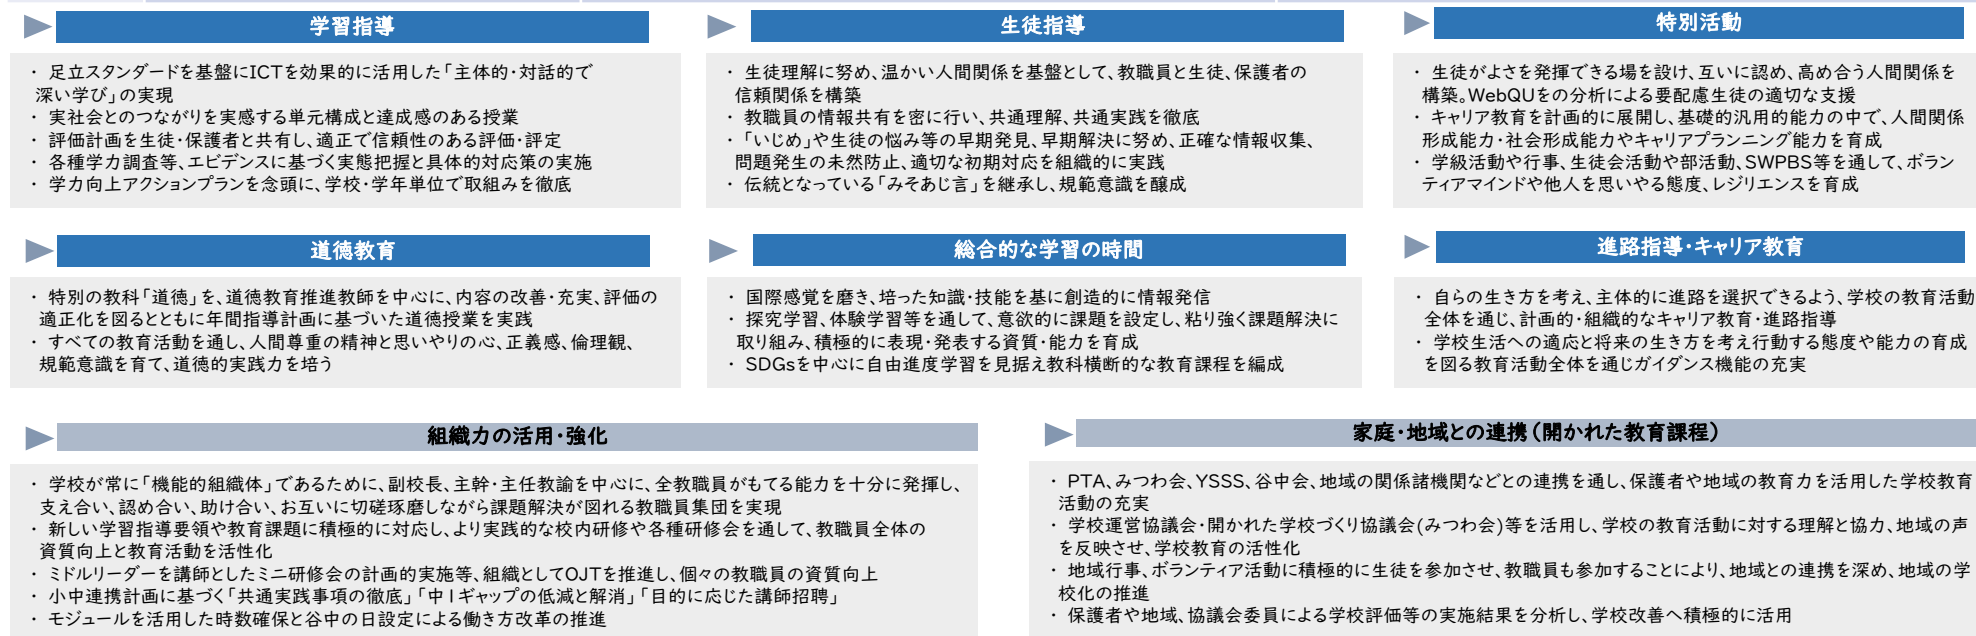 学習指導
・ 足立スタンダードを基盤にICTを効果的に活用した「主体的・対話的で
深い学び」の実現
・ 実社会とのつながりを実感する単元構成と達成感のある授業
・ 評価計画を生徒・保護者と共有し、適正で信頼性のある評価・評定
・ 各種学力調査等、エビデンスに基づく実態把握と具体的対応策の実施
・ 学力向上アクションプランを念頭に、学校・学年単位で取組みを徹底
生徒指導
・ 生徒理解に努め、温かい人間関係を基盤として、教職員と生徒、保護者の
信頼関係を構築
・ 教職員の情報共有を密に行い、共通理解、共通実践を徹底
・ 「いじめ」や生徒の悩み等の早期発見、早期解決に努め、正確な情報収集、
問題発生の未然防止、適切な初期対応を組織的に実践
・ 伝統となっている「みそあじ言」を継承し、規範意識を醸成
特別活動
・ 生徒がよさを発揮できる場を設け、互いに認め、高め合う人間関係を
構築。WebQUをの分析による要配慮生徒の適切な支援
・ キャリア教育を計画的に展開し、基礎的汎用的能力の中で、人間関係
形成能力・社会形成能力やキャリアプランニング能力を育成
・ 学級活動や行事、生徒会活動や部活動、SWPBS等を通して、ボラン
ティアマインドや他人を思いやる態度、レジリエンスを育成
道徳教育
・ 特別の教科「道徳」を、道徳教育推進教師を中心に、内容の改善・充実、評価の
適正化を図るとともに年間指導計画に基づいた道徳授業を実践
・ すべての教育活動を通し、人間尊重の精神と思いやりの心、正義感、倫理観、
規範意識を育て、道徳的実践力を培う
総合的な学習の時間
・ 国際感覚を磨き、培った知識・技能を基に創造的に情報発信
・ 探究学習、体験学習等を通して、意欲的に課題を設定し、粘り強く課題解決に
取り組み、積極的に表現・発表する資質・能力を育成
・ SDGsを中心に自由進度学習を見据え教科横断的な教育課程を編成
進路指導・キャリア教育
・ 自らの生き方を考え、主体的に進路を選択できるよう、学校の教育活動
全体を通じ、計画的・組織的なキャリア教育・進路指導
・ 学校生活への適応と将来の生き方を考え行動する態度や能力の育成
を図る教育活動全体を通じガイダンス機能の充実
組織力の活用・強化
・ 学校が常に「機能的組織体」であるために、副校長、主幹・主任教諭を中心に、全教職員がもてる能力を十分に発揮し、
支え合い、認め合い、助け合い、お互いに切磋琢磨しながら課題解決が図れる教職員集団を実現
・ 新しい学習指導要領や教育課題に積極的に対応し、より実践的な校内研修や各種研修会を通して、教職員全体の
資質向上と教育活動を活性化
・ ミドルリーダーを講師としたミニ研修会の計画的実施等、組織としてOJTを推進し、個々の教職員の資質向上
・ 小中連携計画に基づく「共通実践事項の徹底」「中Ⅰギャップの低減と解消」「目的に応じた講師招聘」
・ モジュールを活用した時数確保と谷中の日設定による働き方改革の推進
家庭・地域との連携（開かれた教育課程）
・ PTA、みつわ会、YSSS、谷中会、地域の関係諸機関などとの連携を通し、保護者や地域の教育力を活用した学校教育
活動の充実
・ 学校運営協議会・開かれた学校づくり協議会(みつわ会)等を活用し、学校の教育活動に対する理解と協力、地域の声
を反映させ、学校教育の活性化
・ 地域行事、ボランティア活動に積極的に生徒を参加させ、教職員も参加することにより、地域との連携を深め、地域の学
校化の推進
・ 保護者や地域、協議会委員による学校評価等の実施結果を分析し、学校改善へ積極的に活用